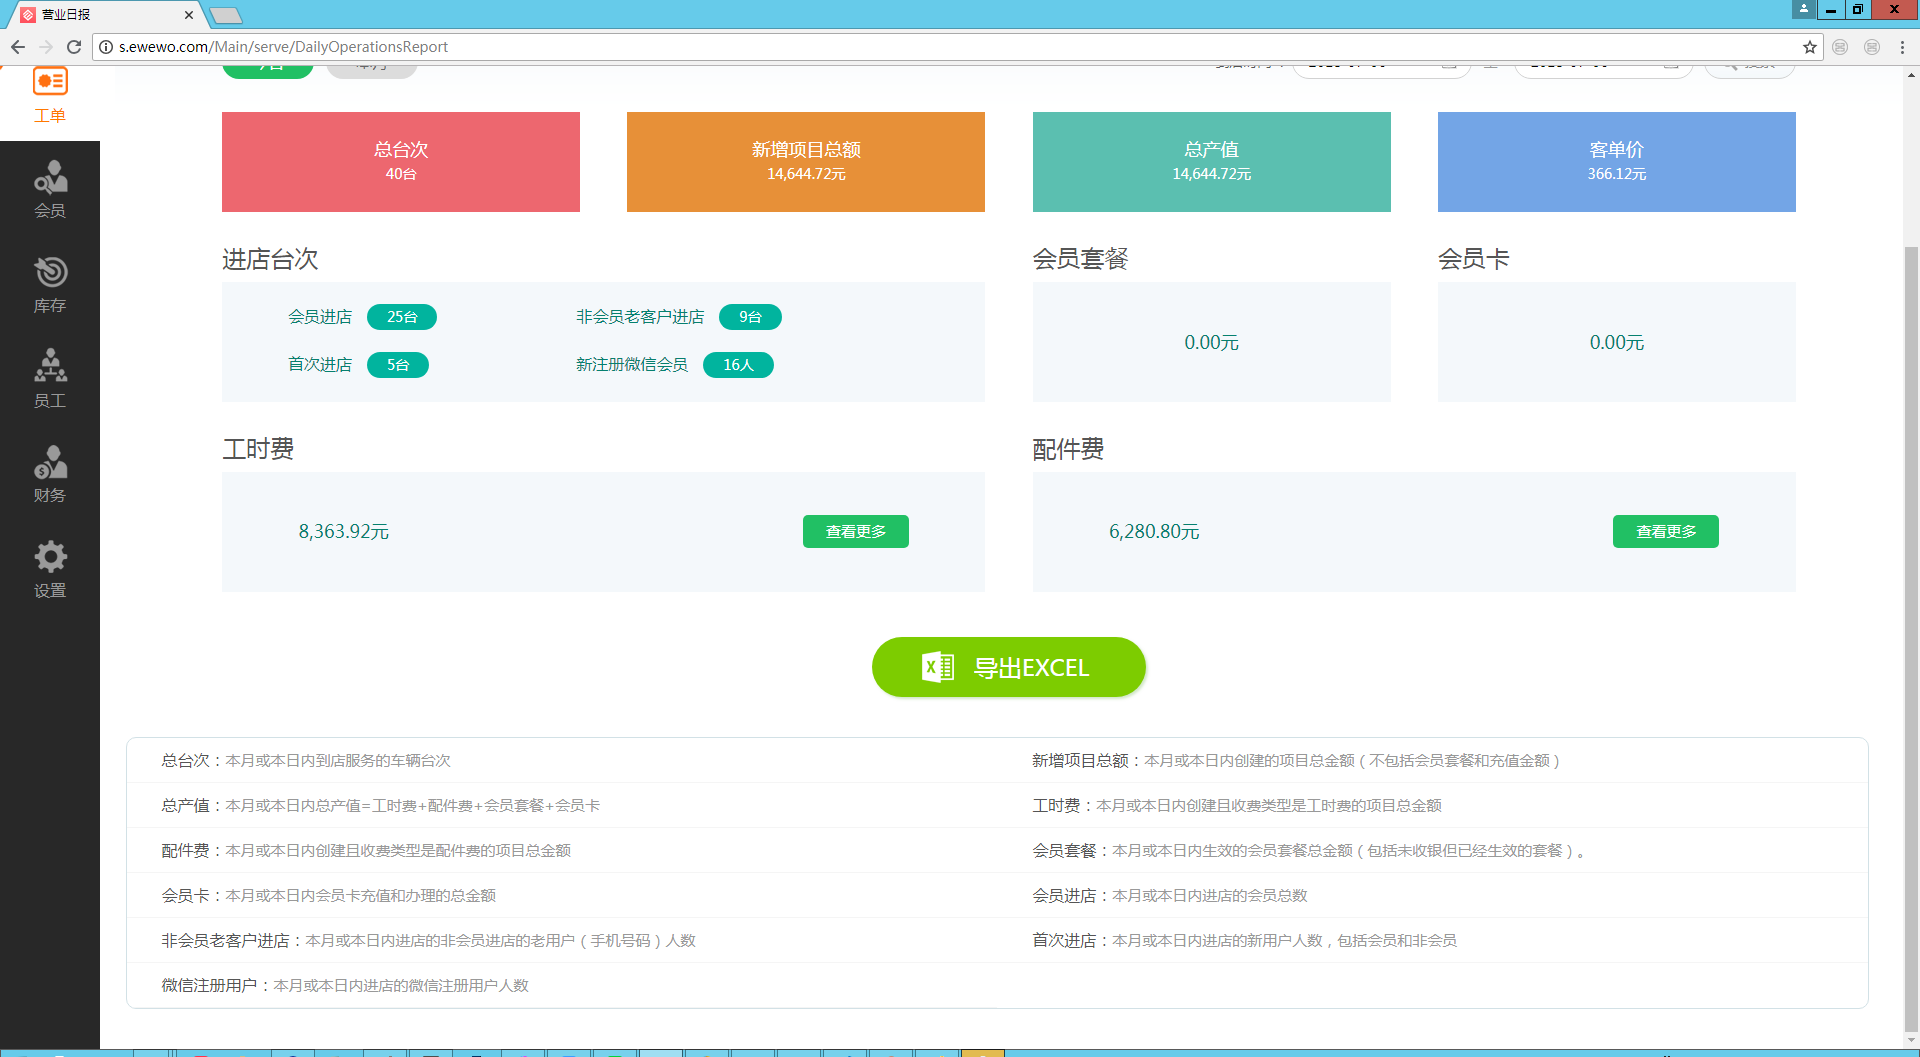 营业日报
s.ewewo.com/Main/serve/DailyOperationsReport
工单
会员
库存
员工
财务
设置
总台次
40台
新增项目总额
14,644.72元
总产值
14,644.72元
客单价
366.12元
进店台次
会员套餐
会员卡
会员进店 25台
非会员老客户进店 9台
首次进店 5台
新注册微信会员 16人
0.00元
0.00元
工时费
配件费
8,363.92元
查看更多
6,280.80元
查看更多
导出EXCEL
总台次：本月或本日内到店服务的车辆台次
新增项目总额：本月或本日内创建的项目总金额（不包括会员套餐和充值金额）
总产值：本月或本日内总产值=工时费+配件费+会员套餐+会员卡
工时费：本月或本日内创建且收费类型是工时费的项目总金额
配件费：本月或本日内创建且收费类型是配件费的项目总金额
会员套餐：本月或本日内生效的会员套餐总金额（包括未收银但已经生效的套餐）。
会员卡：本月或本日内会员卡充值和办理的总金额
会员进店：本月或本日内进店的会员总数
非会员老客户进店：本月或本日内进店的非会员进店的老用户（手机号码）人数
首次进店：本月或本日内进店的新用户人数，包括会员和非会员
微信注册用户：本月或本日内进店的微信注册用户人数